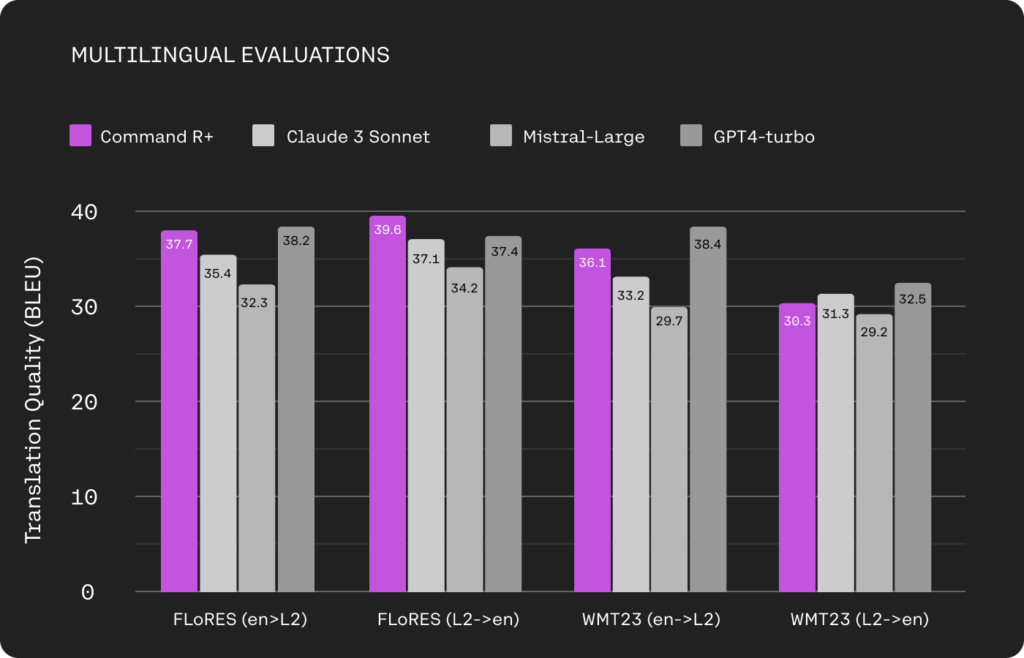 MULTILINGUAL EVALUATIONS
Command R+ Claude 3 Sonnet Mistral-Large GPT4-turbo
Translation Quality (BLEU)
40
30
20
10
0
37.7 35.4 32.3 38.2
39.6 37.1 34.2 37.4
36.1 33.2 29.7 38.4
30.3 31.3 29.2 32.5
FLoRES (en>L2) FLoRES (L2->en) WMT23 (en->L2) WMT23 (L2->en)